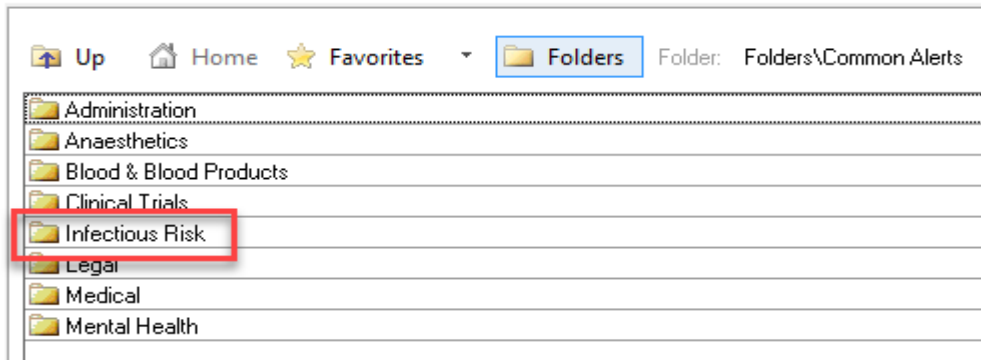 Up Home Favorites Folders Folder: Folders\Common Alerts
Administration
Anaesthetics
Blood & Blood Products
Clinical Trials
Infectious Risk
Legal
Medical
Mental Health